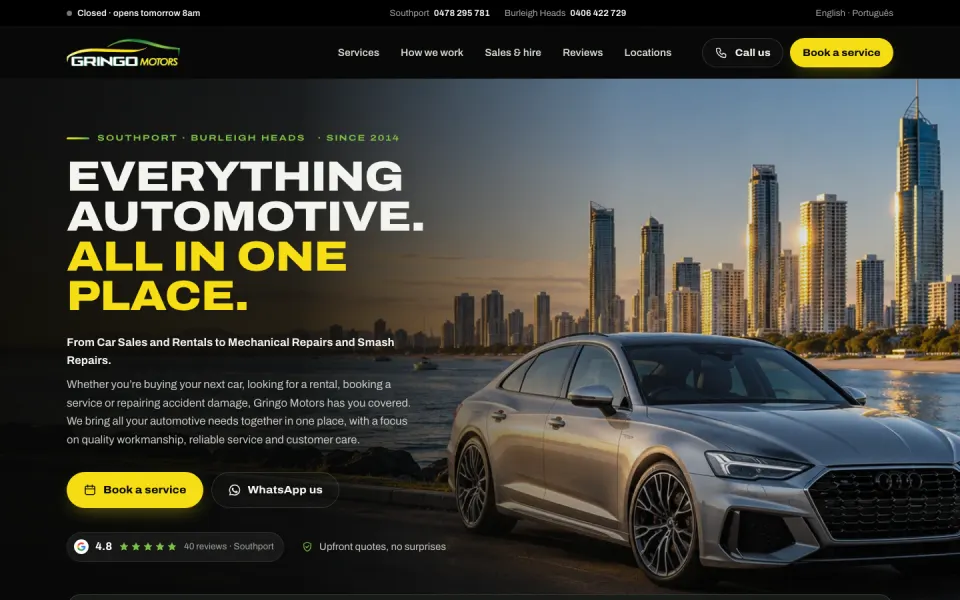 Closed · opens tomorrow 8am
Southport 0478 295 781 Burleigh Heads 0406 422 729
English · Português
GRINGO MOTORS
Services How we work Sales & hire Reviews Locations
Call us
Book a service
SOUTHPORT · BURLEIGH HEADS · SINCE 2014
EVERYTHING
AUTOMOTIVE.
ALL IN ONE
PLACE.
From Car Sales and Rentals to Mechanical Repairs and Smash
Repairs.
Whether you're buying your next car, looking for a rental, booking a
service or repairing accident damage, Gringo Motors has you covered.
We bring all your automotive needs together in one place, with a focus
on quality workmanship, reliable service and customer care.
Book a service
WhatsApp us
4.8 40 reviews · Southport
Upfront quotes, no surprises